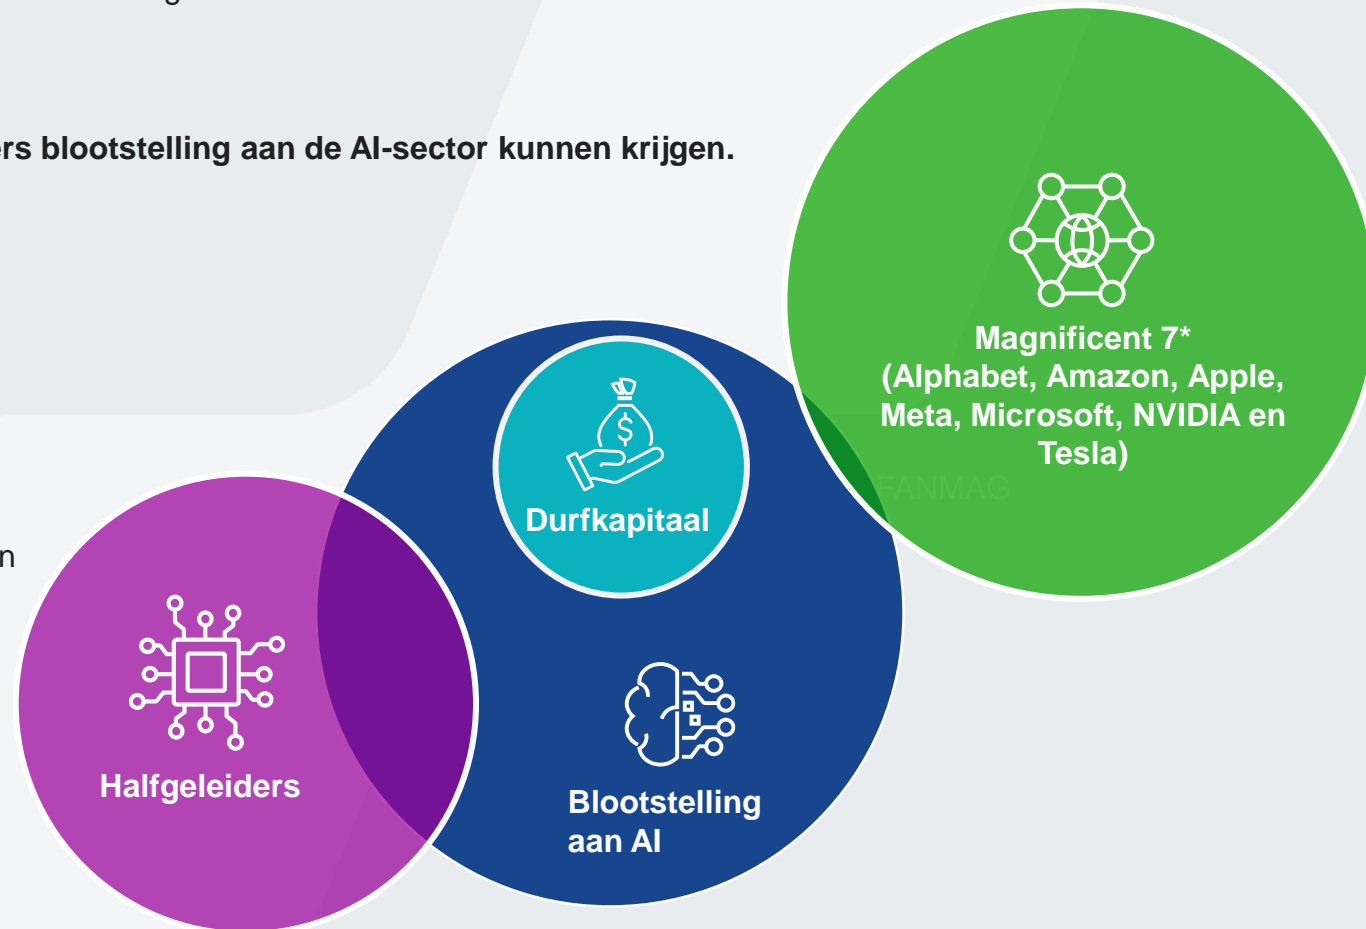 blootstelling aan de AI-sector kunnen krijgen.
Magnificent 7*
(Alphabet, Amazon, Apple,
Meta, Microsoft, NVIDIA en
Tesla)
FANMAG
Durfkapitaal
Halfgeleiders
Blootstelling
aan AI